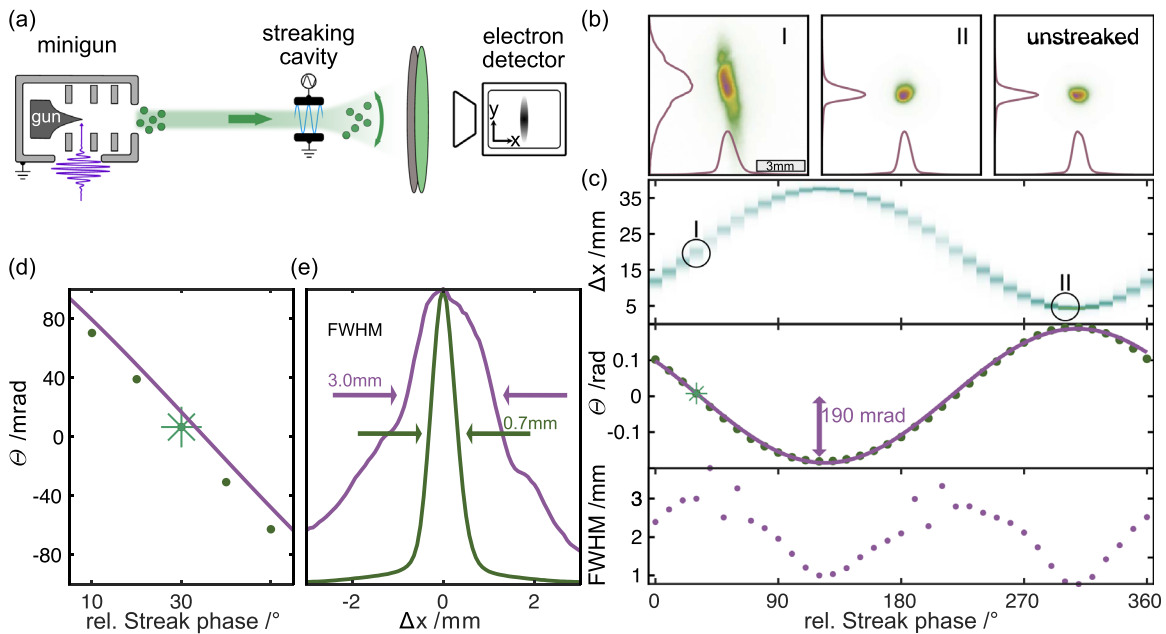 (a)
minigun
gun
streaking
cavity
electron
detector
y
x
(b)
I
3mm
II
unstreaked
(c)
35
25
15
5
Δx /mm
I
II
0.1
0
-0.1
Θ /rad
190 mrad
3
2
1
FWHM /mm
0
90
180
270
360
rel. Streak phase /°
(d)
80
40
0
-40
-80
Θ /mrad
10
30
rel. Streak phase /°
(e)
FWHM
3.0mm
0.7mm
-2
0
2
Δx /mm